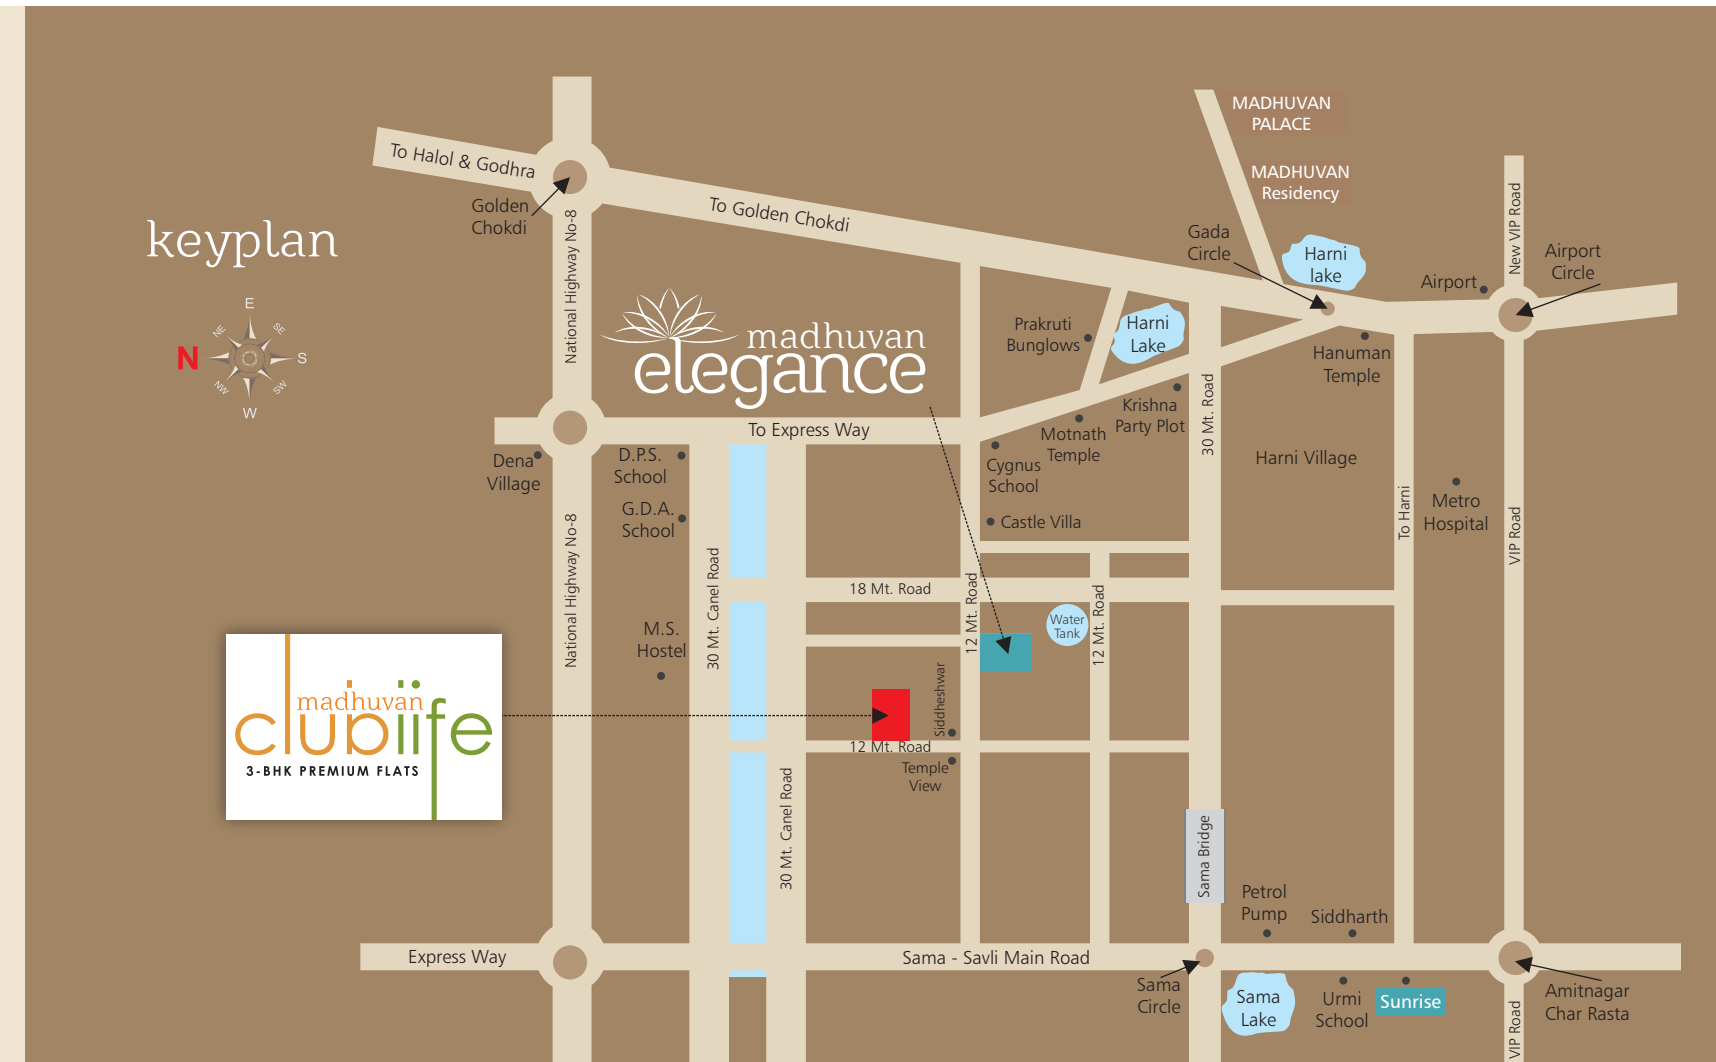 MADHUVAN
PALACE
MADHUVAN
Residency
To Halol & Godhra
Golden
Chokdi
To Golden Chokdi
National Highway No-8
Gada
Circle
Harni
lake
Airport
New VIP Road
Airport
Circle
keyplan
E
NE
SE
N
S
NW
SW
W
madhuvan
elegance
Prakruti
Bunglows
Harni
Lake
Hanuman
Temple
Krishna
Party Plot
30 Mt. Road
Motnath
Temple
To Express Way
Dena
Village
D.P.S.
School
G.D.A.
School
Cygnus
School
Castle Villa
Harni Village
To Harni
Metro
Hospital
VIP Road
National Highway No-8
30 Mt. Canel Road
18 Mt. Road
12 Mt. Road
Water
Tank
12 Mt. Road
M.S.
Hostel
madhuvan
clubiife
3-BHK PREMIUM FLATS
Siddheshwar
12 Mt. Road
Temple
View
30 Mt. Canel Road
Sama Bridge
Petrol
Pump
Siddharth
Express Way
Sama - Savli Main Road
Sama
Circle
Sama
Lake
Urmi
School
Sunrise
Amitnagar
Char Rasta
VIP Road